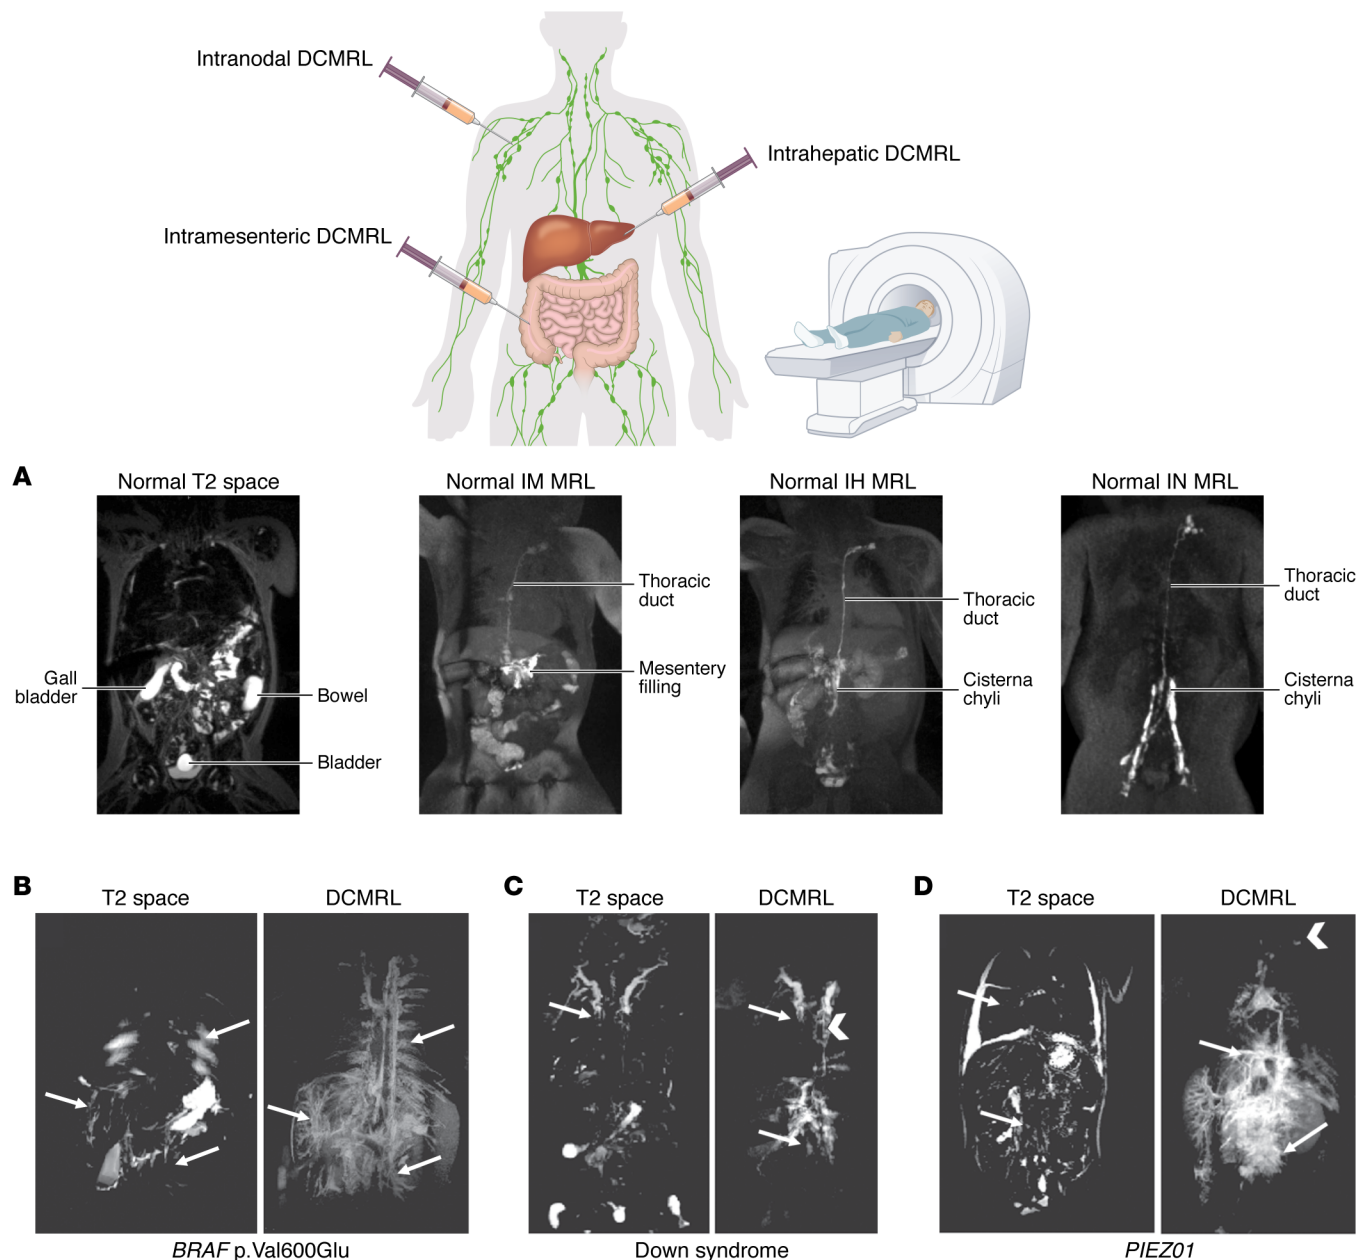 Intranodal DCMRL
Intrahepatic DCMRL
Intramesenteric DCMRL
A
Normal T2 space
Normal IM MRL
Normal IH MRL
Normal IN MRL
Gall
bladder
Bowel
Bladder
Thoracic
duct
Mesentery
filling
Thoracic
duct
Cisterna
chyli
Thoracic
duct
Cisterna
chyli
B
T2 space
DCMRL
BRAF p.Val600Glu
C
T2 space
DCMRL
Down syndrome
D
T2 space
DCMRL
PIEZ01